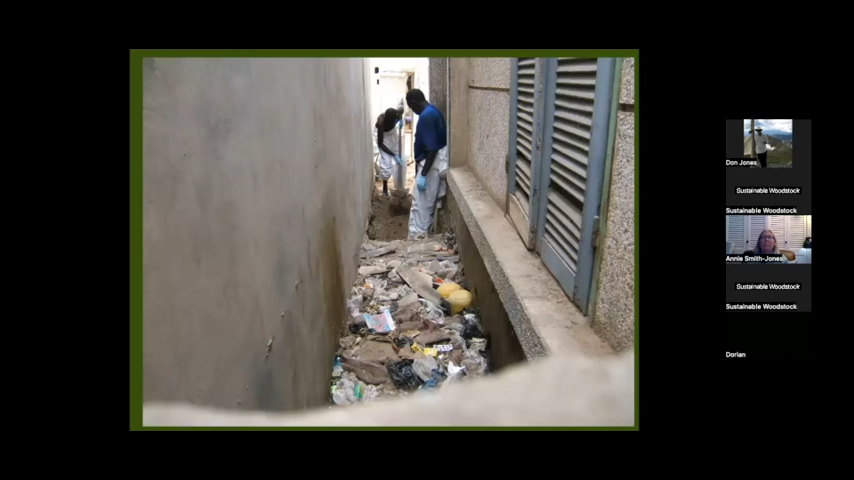 Don Jones
Sustainable Woodstock
Sustainable Woodstock
Annie Smith-Jones
Sustainable Woodstock
Sustainable Woodstock
Dorian